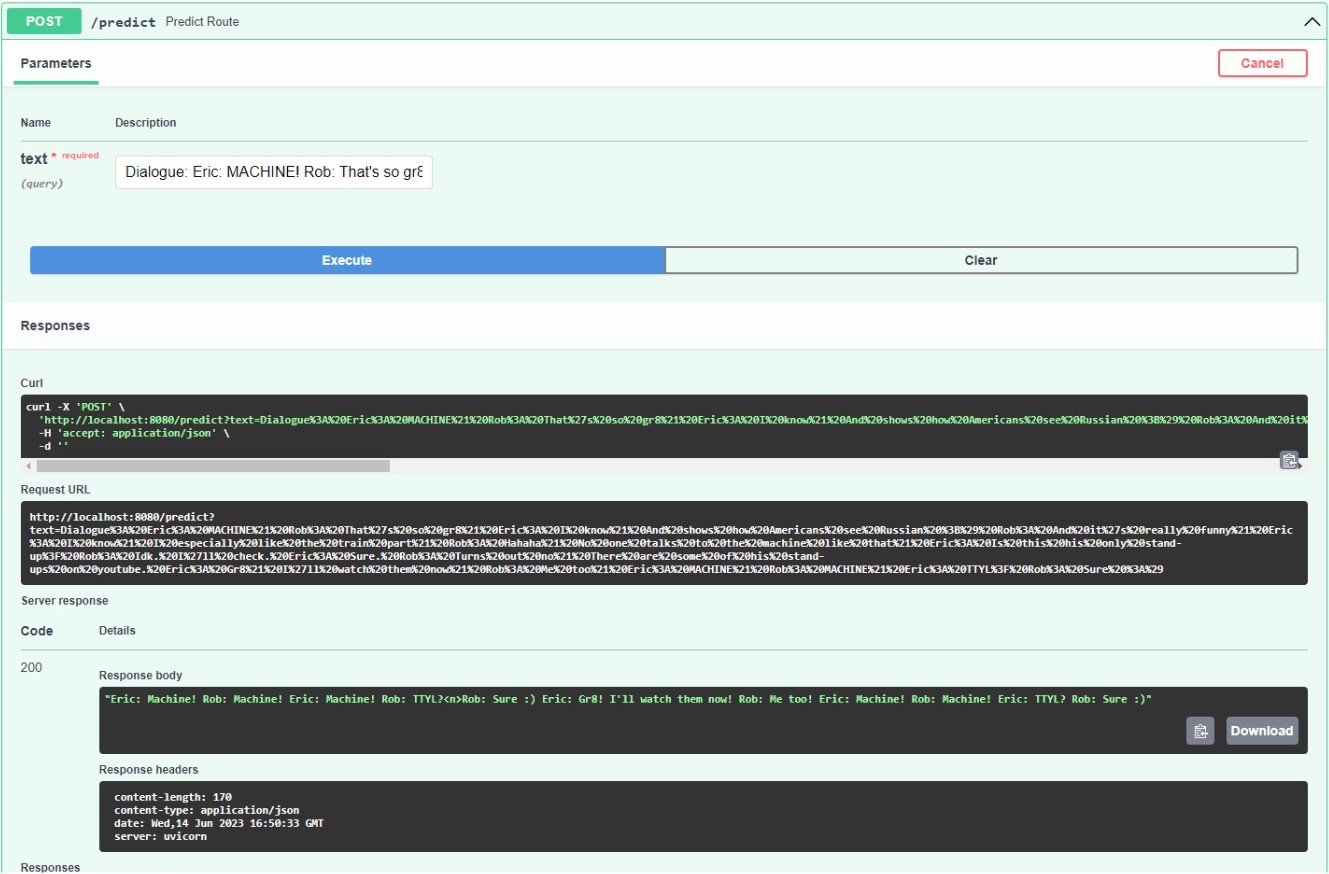 POST /predict Predict Route
Parameters
Cancel
Name Description
text * required
(query)
Dialogue: Eric: MACHINE! Rob: That's so gr8
Execute Clear
Responses
Curl
curl -X 'POST' \
'http://localhost:8080/predict?text=Dialogue%3A%20Eric%3A%20MACHINE%21%20Rob%3A%20That%27s%20so%20gr8%21%20Eric%3A%20I%20know%21%20And%20shows%20how%20Americans%20see%20Russian%20%3B%29%20Rob%3A%20And%20it%
-H 'accept: application/json' \
-d ''
Request URL
http://localhost:8080/predict?
text=Dialogue%3A%20Eric%3A%20MACHINE%21%20Rob%3A%20That%27s%20so%20gr8%21%20Eric%3A%20I%20know%21%20And%20shows%20how%20Americans%20see%20Russian%20%3B%29%20Rob%3A%20And%20it%27s%20really%20funny%21%20Eric
%3A%20I%20know%21%20I%20especially%20like%20the%20train%20part%21%20Rob%3A%20Hahaha%21%20No%20one%20talks%20to%20the%20machine%20like%20that%21%20Eric%3A%20Is%20this%20his%20only%20stand-
up%3F%20Rob%3A%20Idk.%20I%27ll%20check.%20Eric%3A%20Sure.%20Rob%3A%20Turns%20out%20no%21%20There%20are%20some%20of%20his%20stand-
ups%20on%20youtube.%20Eric%3A%20Gr8%21%20I%27ll%20watch%20them%20now%21%20Rob%3A%20Me%20too%21%20Eric%3A%20MACHINE%21%20Rob%3A%20MACHINE%21%20Eric%3A%20TTYL%3F%20Rob%3A%20Sure%20%3A%29
Server response
Code Details
200
Response body
"Eric: Machine! Rob: Machine! Eric: Machine! Rob: TTYL?<n>Rob: Sure :) Eric: Gr8! I'll watch them now! Rob: Me too! Eric: Machine! Rob: Machine! Eric: TTYL? Rob: Sure :)"
Download
Response headers
content-length: 170
content-type: application/json
date: Wed,14 Jun 2023 16:50:33 GMT
server: uvicorn
Responses